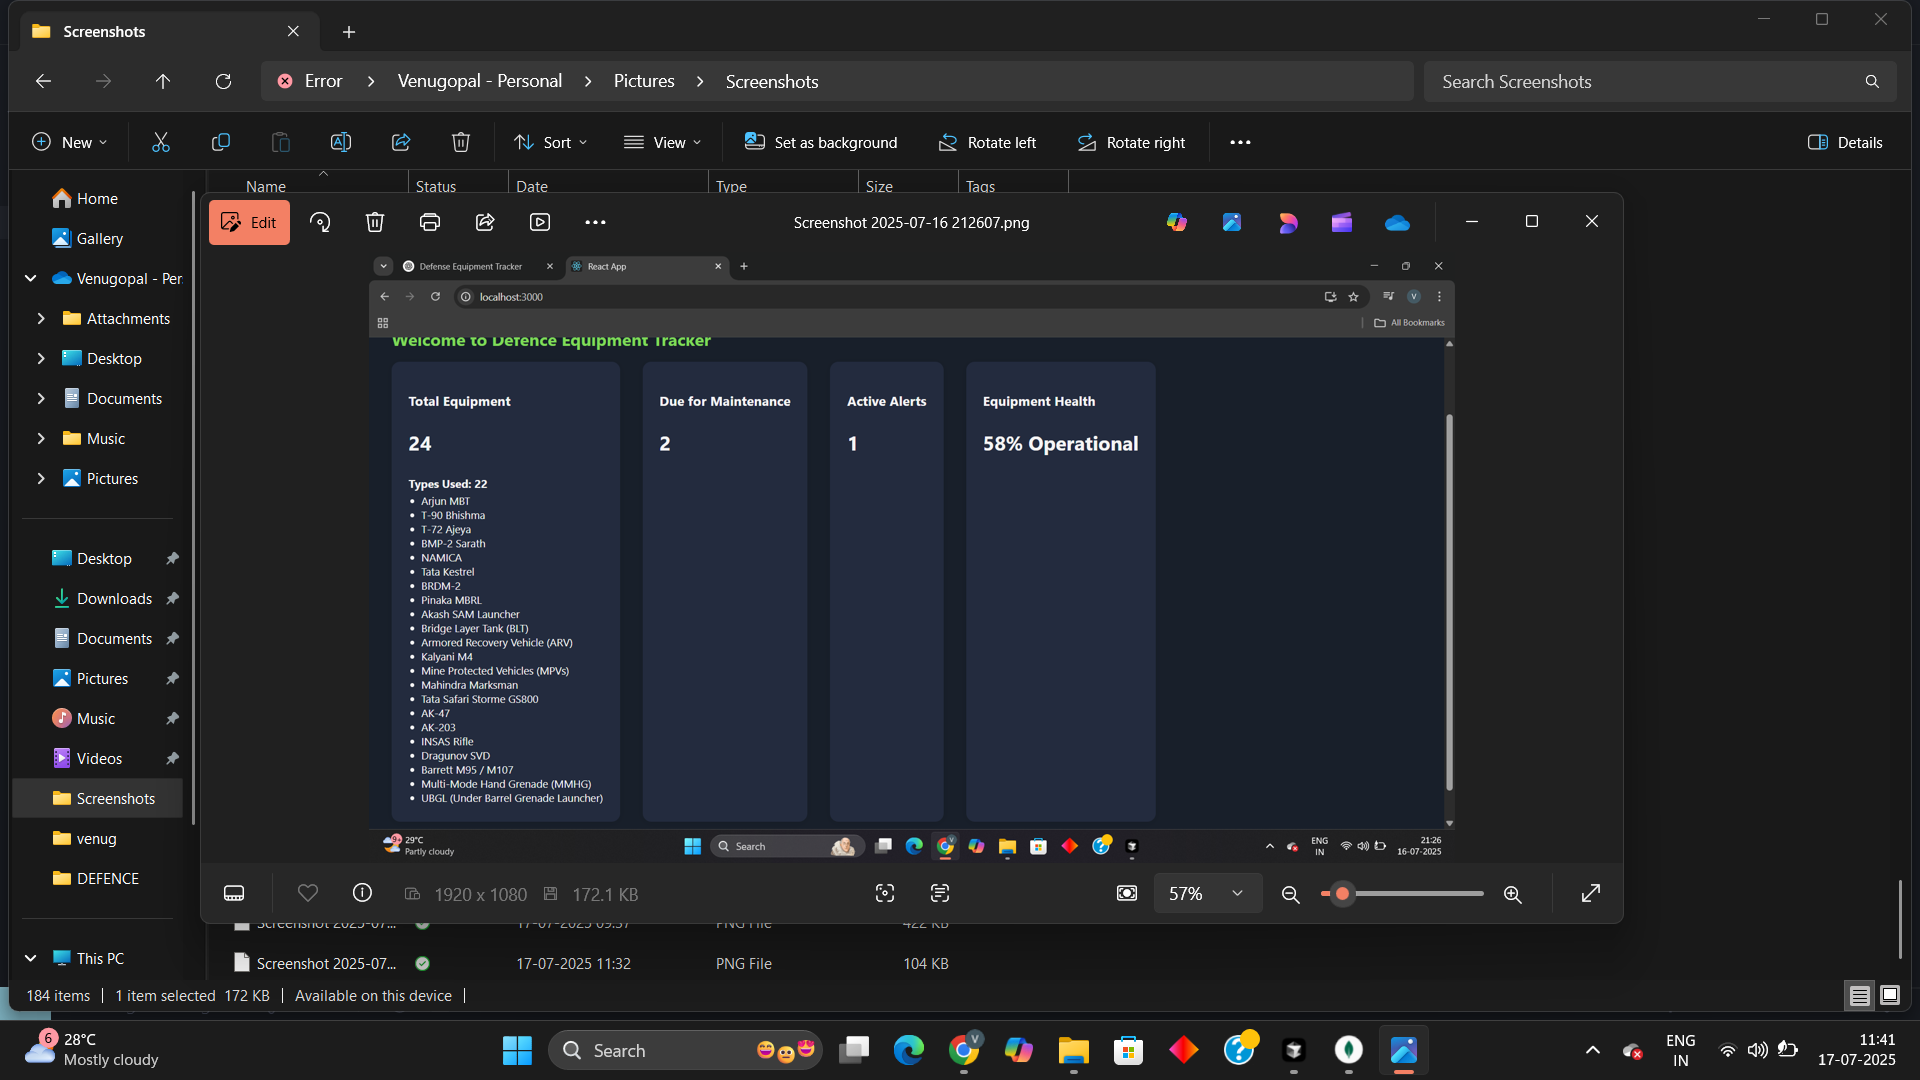 Screenshots
Error > Venugopal - Personal > Pictures > Screenshots
Search Screenshots
New
Sort
View
Set as background
Rotate left
Rotate right
Details
Name
Status
Date
Type
Size
Tags
Home
Gallery
Venugopal - Per
Attachments
Desktop
Documents
Music
Pictures
Desktop
Downloads
Documents
Pictures
Music
Videos
Screenshots
venug
DEFENCE
This PC
Edit
Screenshot 2025-07-16 212607.png
Defense Equipment Tracker
React App
localhost:3000
V
All Bookmarks
Welcome to Defence Equipment Tracker
Total Equipment
24
Types Used: 22
• Arjun MBT
• T-90 Bhishma
• T-72 Ajeya
• BMP-2 Sarath
• NAMICA
• Tata Kestrel
• BRDM-2
• Pinaka MBRL
• Akash SAM Launcher
• Bridge Layer Tank (BLT)
• Armored Recovery Vehicle (ARV)
• Kalyani M4
• Mine Protected Vehicles (MPVs)
• Mahindra Marksman
• Tata Safari Storme GS800
• AK-47
• AK-203
• INSAS Rifle
• Dragunov SVD
• Barrett M95 / M107
• Multi-Mode Hand Grenade (MMHG)
• UBGL (Under Barrel Grenade Launcher)
Due for Maintenance
2
Active Alerts
1
Equipment Health
58% Operational
29°C
Partly cloudy
Search
ENG
IN
21:26
16-07-2025
1920 x 1080
172.1 KB
57%
Screenshot 2025-07... 17-07-2025 09:37 PNG File 422 KB
Screenshot 2025-07... 17-07-2025 11:32 PNG File 104 KB
184 items
1 item selected 172 KB
Available on this device
6
28°C
Mostly cloudy
Search
V
ENG
IN
11:41
17-07-2025